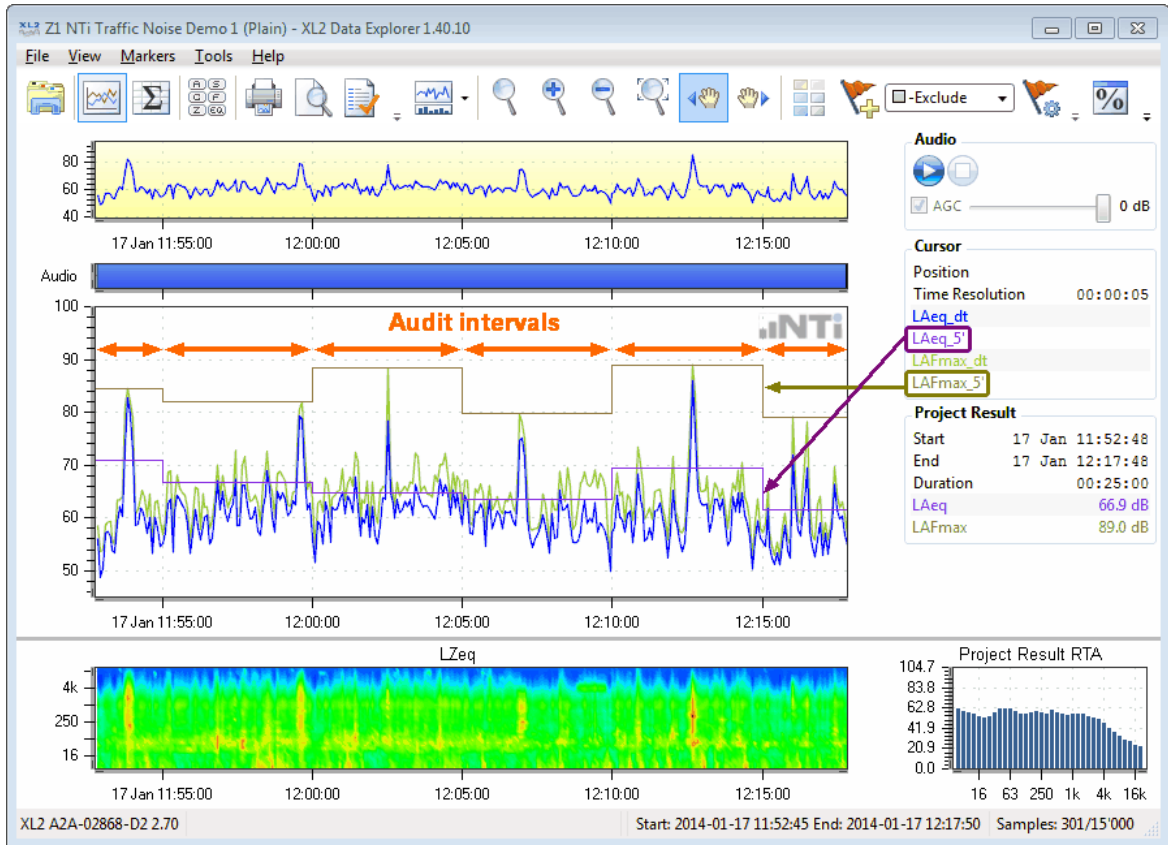 XL2 Z1 NTi Traffic Noise Demo 1 (Plain) - XL2 Data Explorer 1.40.10
File View Markers Tools Help
A S
C F
Z EQ
-Exclude
%
80
60
40
17 Jan 11:55:00 12:00:00 12:05:00 12:10:00 12:15:00
Audio
100
90
80
70
60
50
Audit intervals
NTi
17 Jan 11:55:00 12:00:00 12:05:00 12:10:00 12:15:00
Audio
AGC 0 dB
Cursor
Position
Time Resolution 00:00:05
LAeq_dt
LAeq_5'
LAFmax_dt
LAFmax_5'
Project Result
Start 17 Jan 11:52:48
End 17 Jan 12:17:48
Duration 00:25:00
LAeq 66.9 dB
LAFmax 89.0 dB
LZeq
4k
250
16
17 Jan 11:55:00 12:00:00 12:05:00 12:10:00 12:15:00
Project Result RTA
104.7
83.8
62.8
41.9
20.9
0.0
16 63 250 1k 4k 16k
XL2 A2A-02868-D2 2.70 Start: 2014-01-17 11:52:45 End: 2014-01-17 12:17:50 Samples: 301/15'000